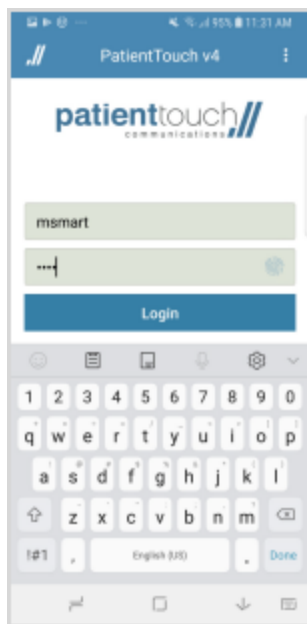 95% 11:31 AM
PatientTouch v4
patienttouch
communications
msmart
····
Login
1 2 3 4 5 6 7 8 9 0
q w e r t y u i o p
a s d f g h j k l
z x c v b n m
!#1 , English (US) . Done